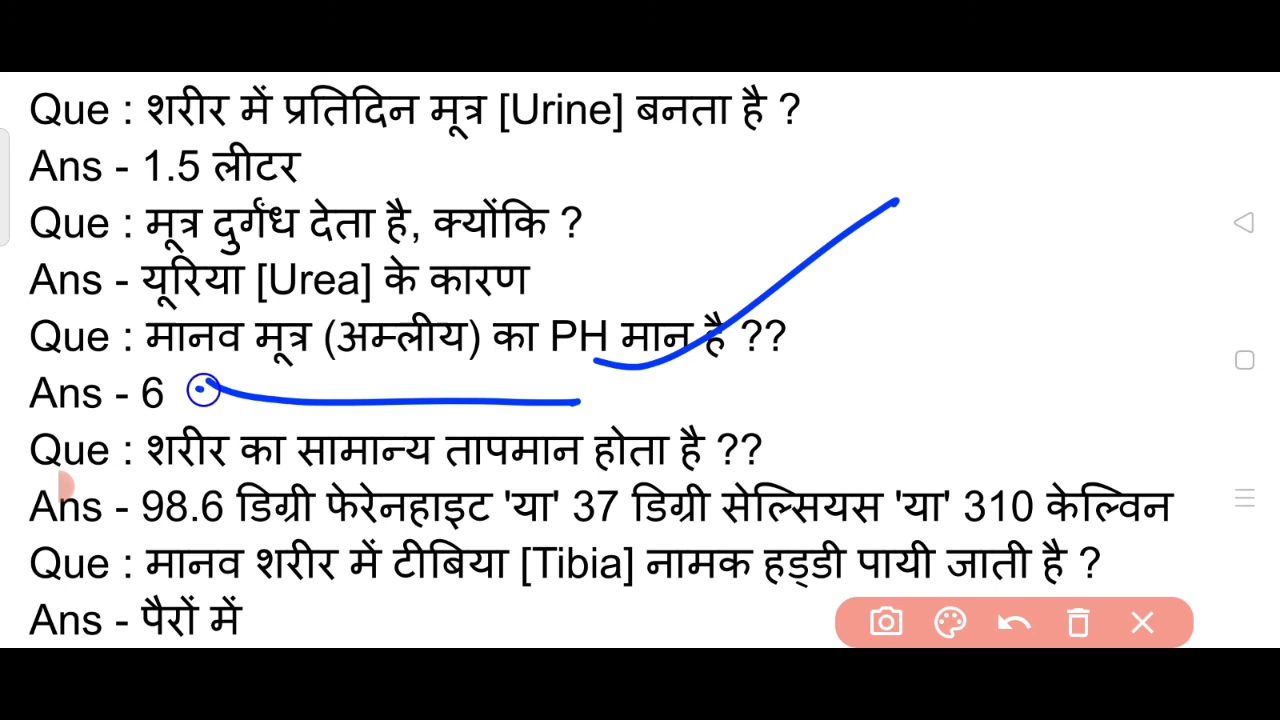 Que : शरीर में प्रतिदिन मूत्र [Urine] बनता है ?
Ans - 1.5 लीटर
Que : मूत्र दुर्गंध देता है, क्योंकि ?
Ans - यूरिया [Urea] के कारण
Que : मानव मूत्र (अम्लीय) का PH मान है ??
Ans - 6
Que : शरीर का सामान्य तापमान होता है ??
Ans - 98.6 डिग्री फेरेनहाइट 'या' 37 डिग्री सेल्सियस 'या' 310 केल्विन
Que : मानव शरीर में टीबिया [Tibia] नामक हड्डी पायी जाती है ?
Ans - पैरों में